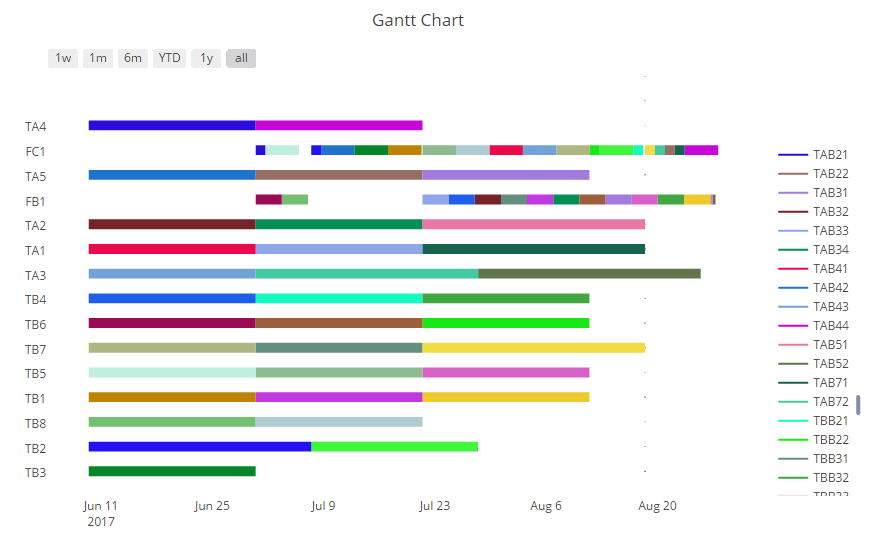 Gantt Chart
1w 1m 6m YTD 1y all
TA4
FC1
TA5
FB1
TA2
TA1
TA3
TB4
TB6
TB7
TB5
TB1
TB8
TB2
TB3
Jun 11 Jun 25 Jul 9 Jul 23 Aug 6 Aug 20
2017
TAB21
TAB22
TAB31
TAB32
TAB33
TAB34
TAB41
TAB42
TAB43
TAB44
TAB51
TAB52
TAB71
TAB72
TBB21
TBB22
TBB31
TBB32